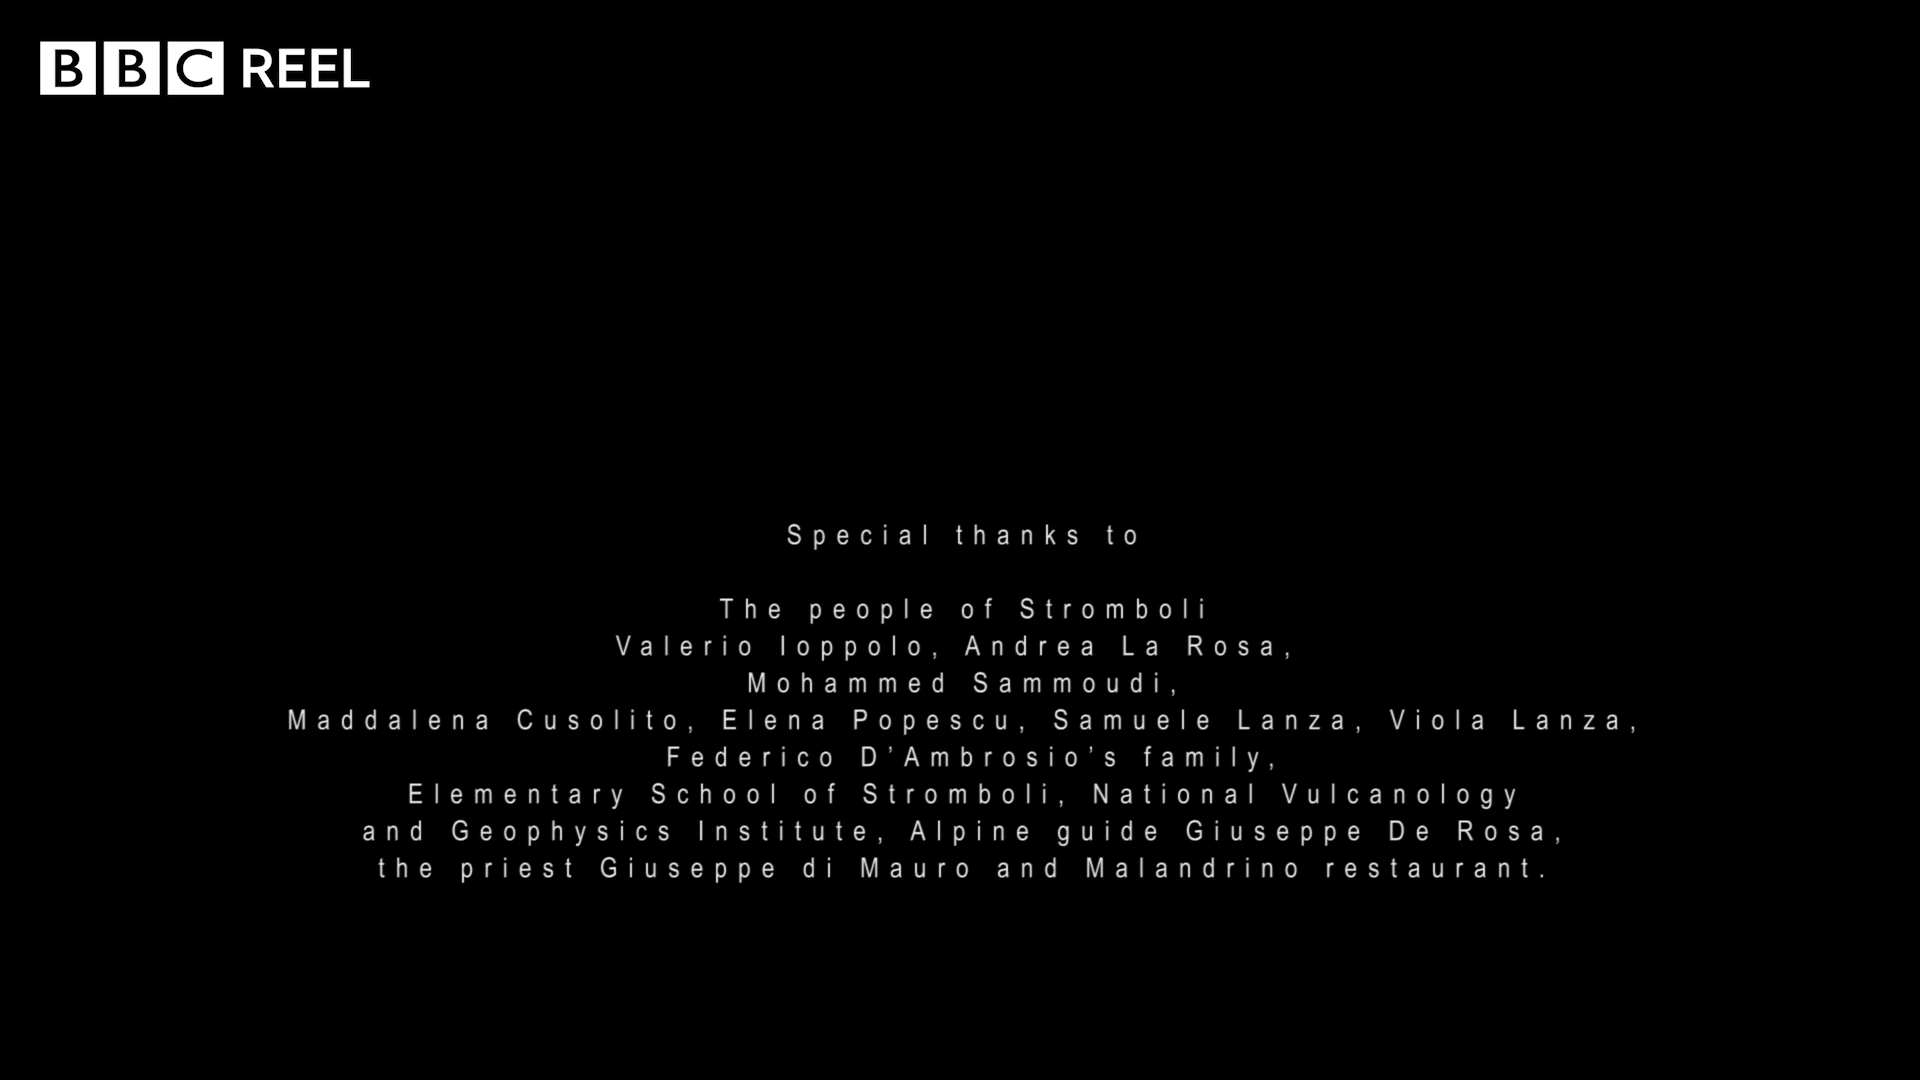 BBC REEL
Special thanks to
The people of Stromboli
Valerio Ioppolo, Andrea La Rosa,
Mohammed Sammoudi,
Maddalena Cusolito, Elena Popescu, Samuele Lanza, Viola Lanza,
Federico D’Ambrosio’s family,
Elementary School of Stromboli, National Vulcanology
and Geophysics Institute, Alpine guide Giuseppe De Rosa,
the priest Giuseppe di Mauro and Malandrino restaurant.